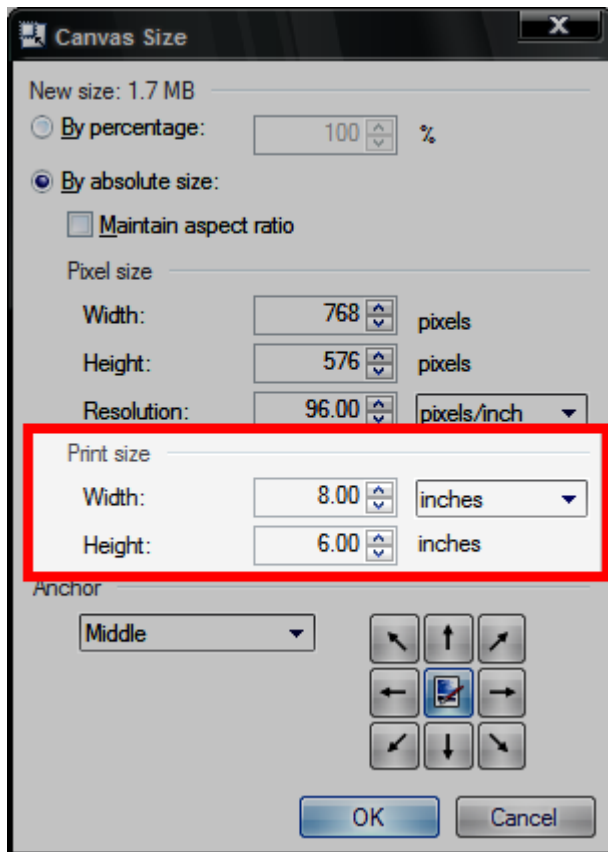 Canvas Size
New size: 1.7 MB
By percentage: 100 %
By absolute size:
Maintain aspect ratio
Pixel size
Width: 768 pixels
Height: 576 pixels
Resolution: 96.00 pixels/inch
Print size
Width: 8.00 inches
Height: 6.00 inches
Anchor
Middle
OK Cancel